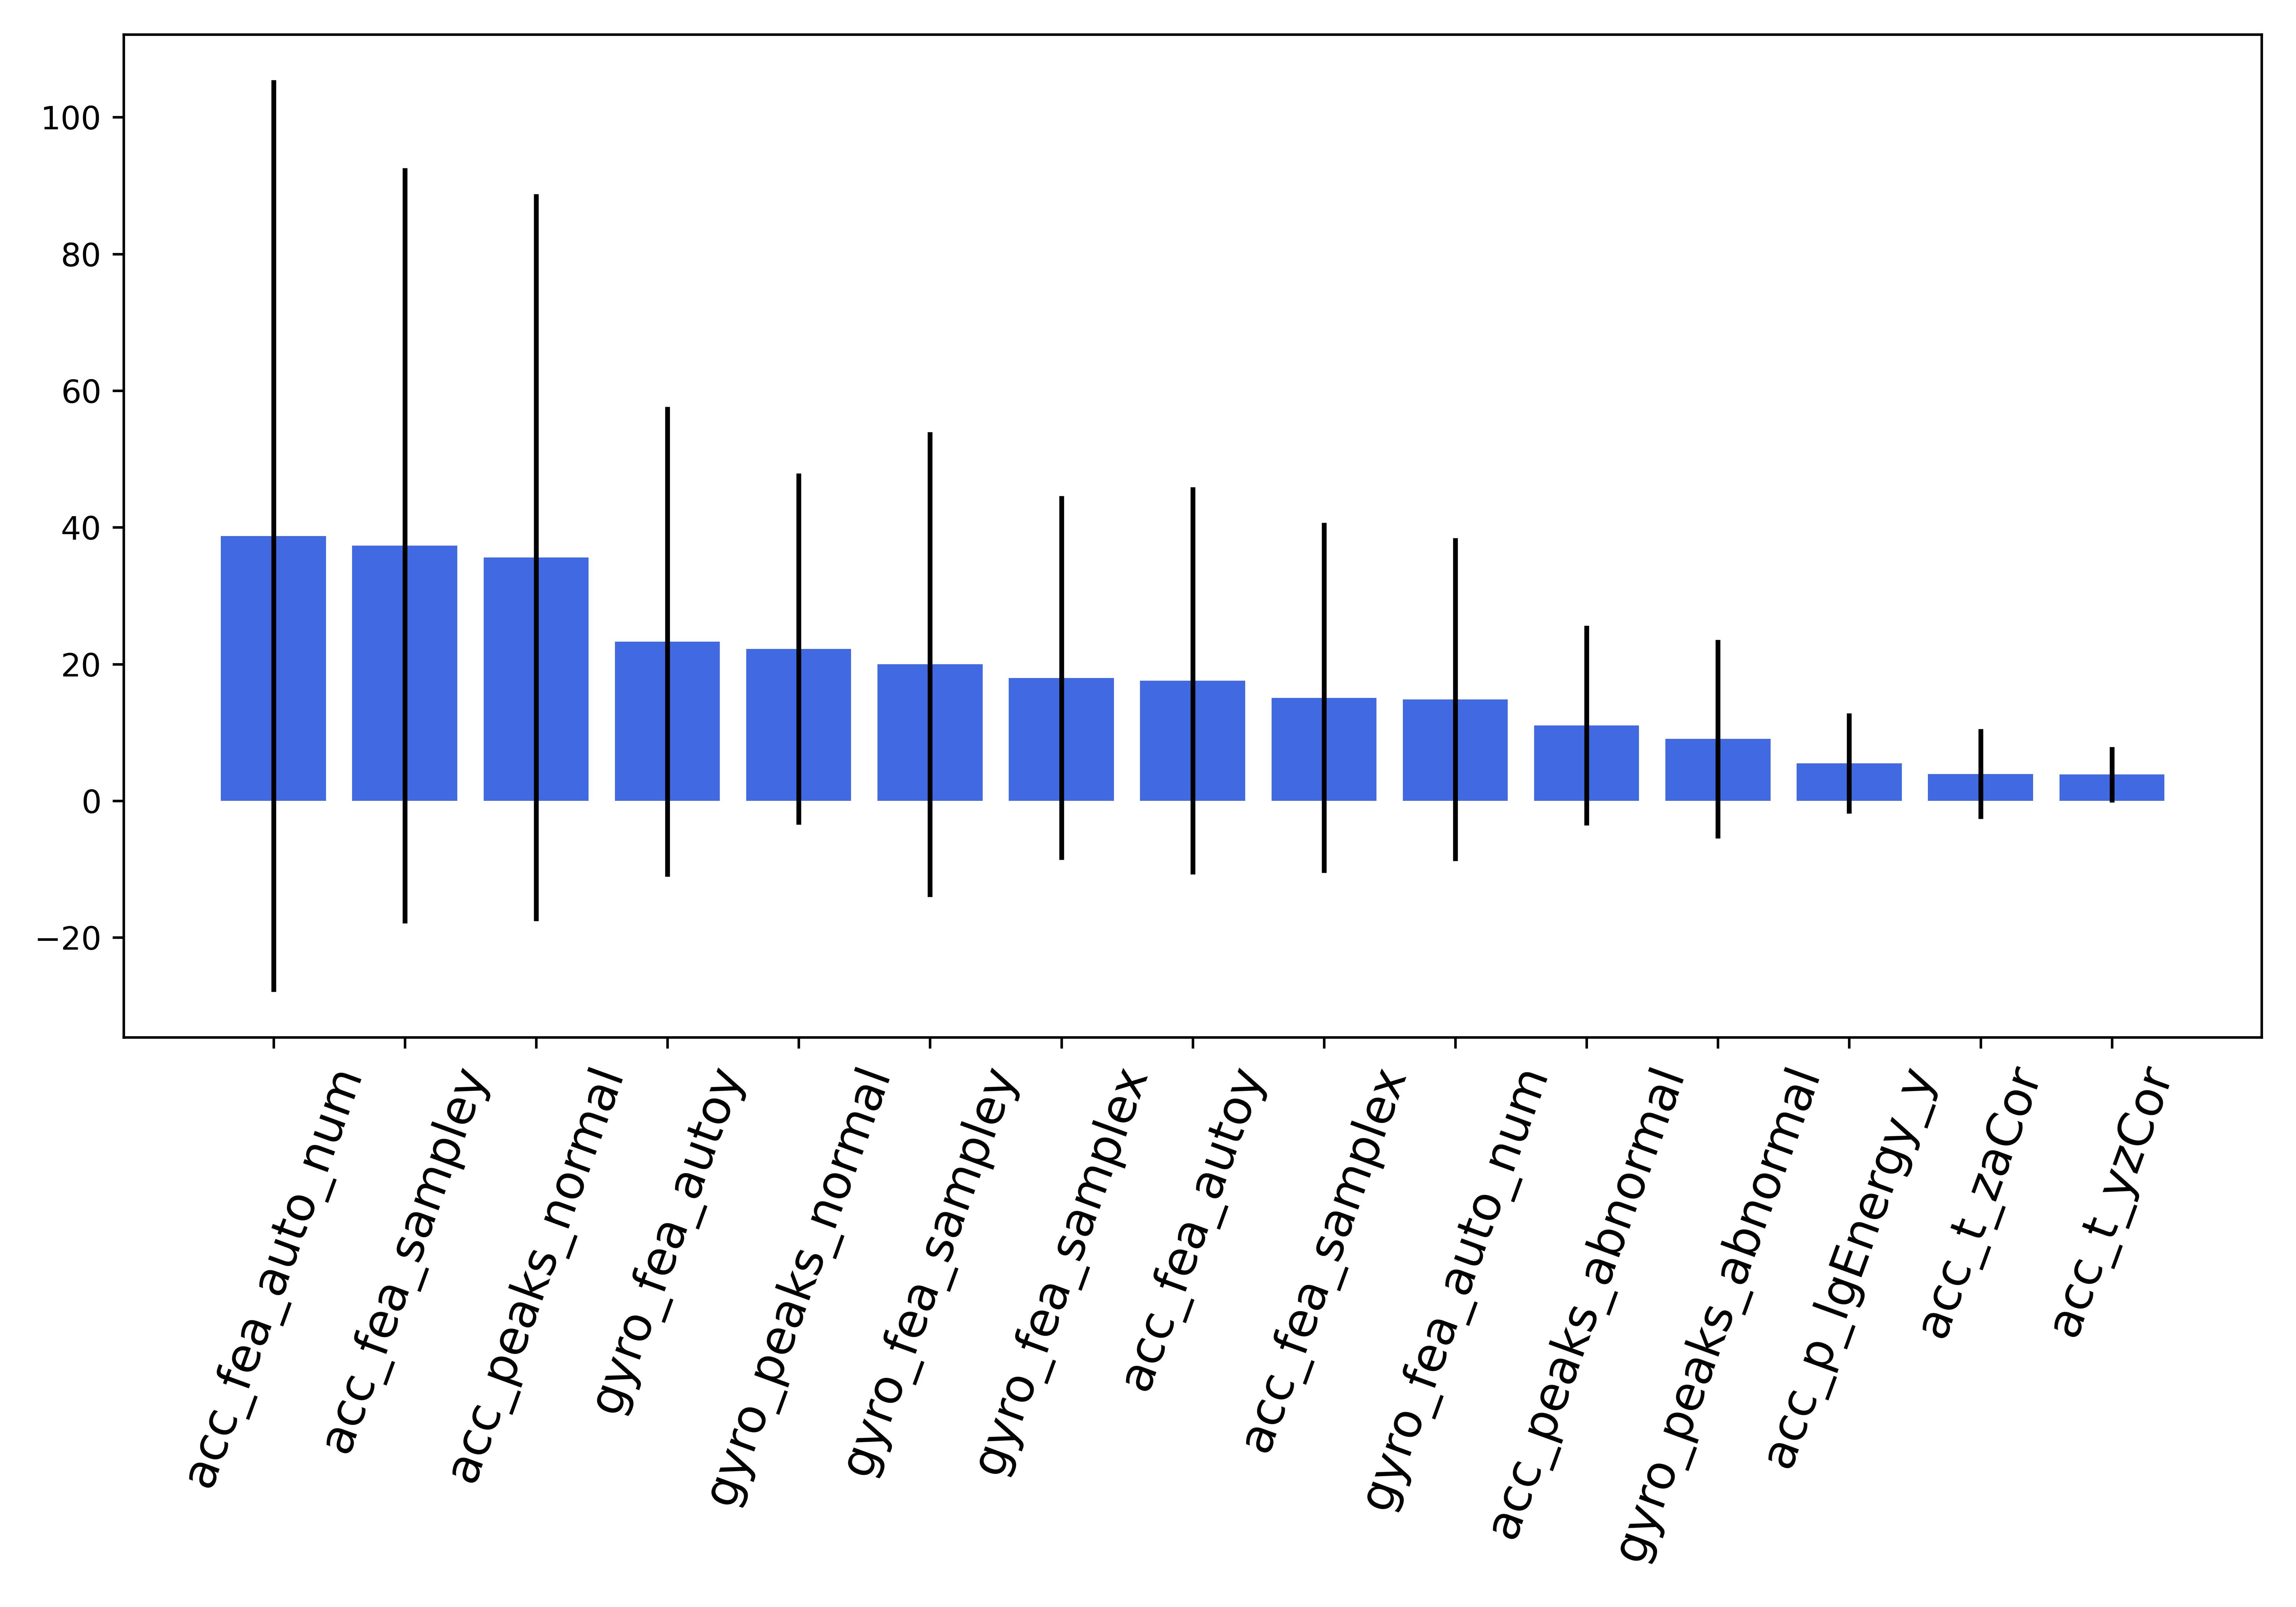 100
80
60
40
20
0
−20
acc_fea_auto_num
acc_fea_sampley
acc_peaks_normal
gyro_fea_autoy
gyro_peaks_normal
gyro_fea_sampley
gyro_fea_samplex
acc_fea_autoy
acc_fea_samplex
gyro_fea_auto_num
acc_peaks_abnormal
gyro_peaks_abnormal
acc_p_lgEnergy_y
acc_t_zaCor
acc_t_yzCor